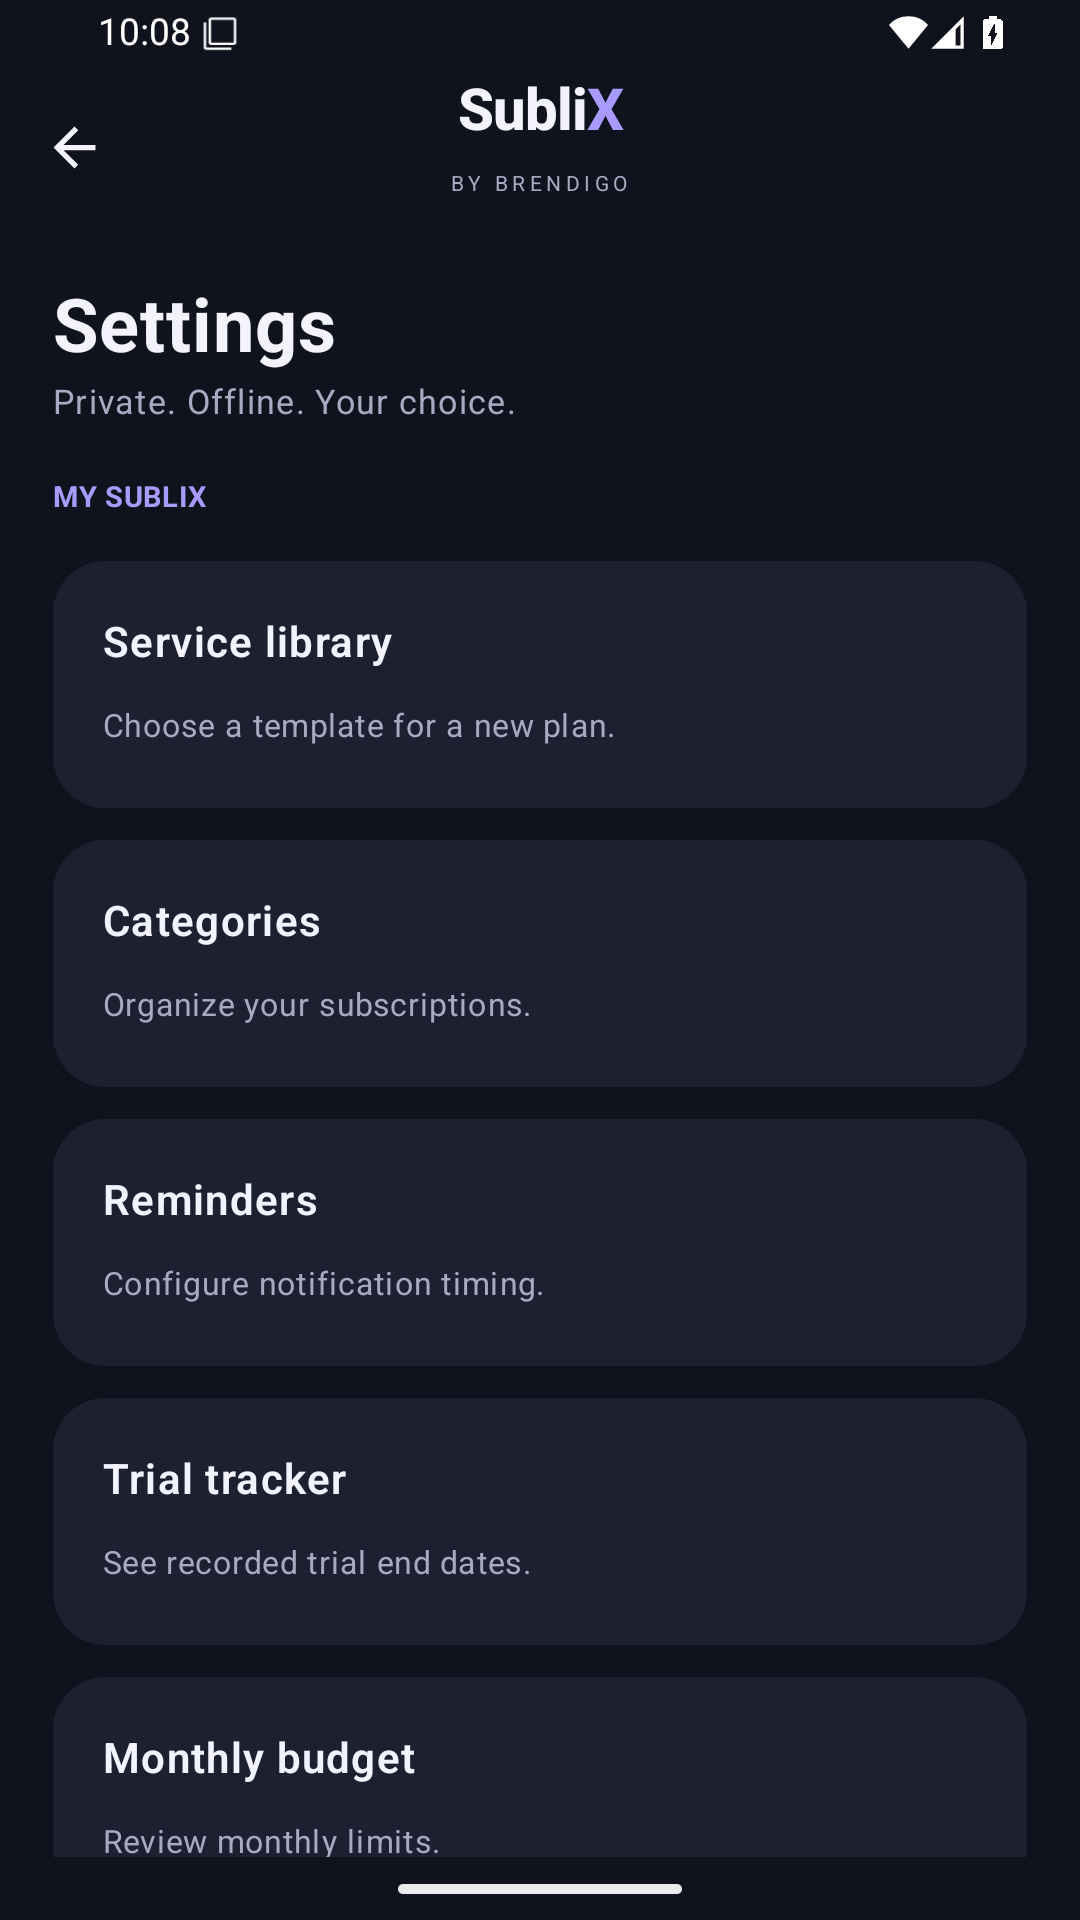 10:08
SubliX
BY BRENDIGO
Settings
Private. Offline. Your choice.
MY SUBLIX
Service library
Choose a template for a new plan.
Categories
Organize your subscriptions.
Reminders
Configure notification timing.
Trial tracker
See recorded trial end dates.
Monthly budget
Review monthly limits.